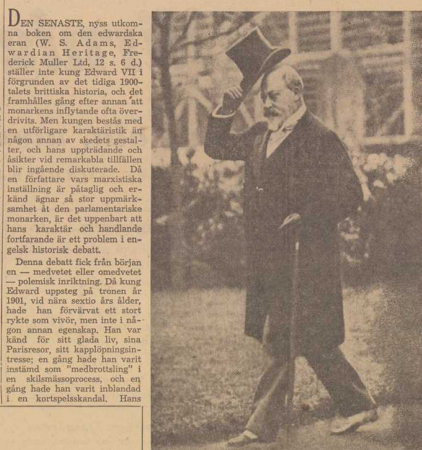 DEN SENASTE, nyss utkom-
na boken om den edwardska
eran (W. S. Adams, Ed-
wardian Heritage, Fre-
derick Muller Ltd, 12 s. 6 d.)
ställer inte kung Edward VII i
förgrunden av det tidiga 1900-
talets brittiska historia, och det
framhålles gång efter annan att
monarkens inflytande ofta över-
drivits. Men kungen bestås med
en utförligare karaktäristik än
någon annan av skedets gestal-
ter, och hans uppträdande och
åsikter vid remarkabla tillfällen
blir ingående diskuterade. Då
en författare vars marxistiska
inställning är påtaglig och er-
känd ägnar så stor uppmärk-
samhet åt den parlamentariske
monarken, är det uppenbart att
hans karaktär och handlande
fortfarande är ett problem i en-
gelsk historisk debatt.
Denna debatt fick från början
en — medvetet eller omedvetet
— polemisk inriktning. Då kung
Edward uppsteg på tronen år
1901, vid nära sextio års ålder,
hade han förvärvat ett stort
rykte som vivör, men inte i nå-
gon annan egenskap. Han var
känd för sitt glada liv, sina
Parisresor, sitt kapplöpningsin-
tresse; en gång hade han varit
instämd som "medbrottsling" i
en skilsmässoprocess, och en
gång hade han varit inblandad
i en kortspelsskandal. Hans